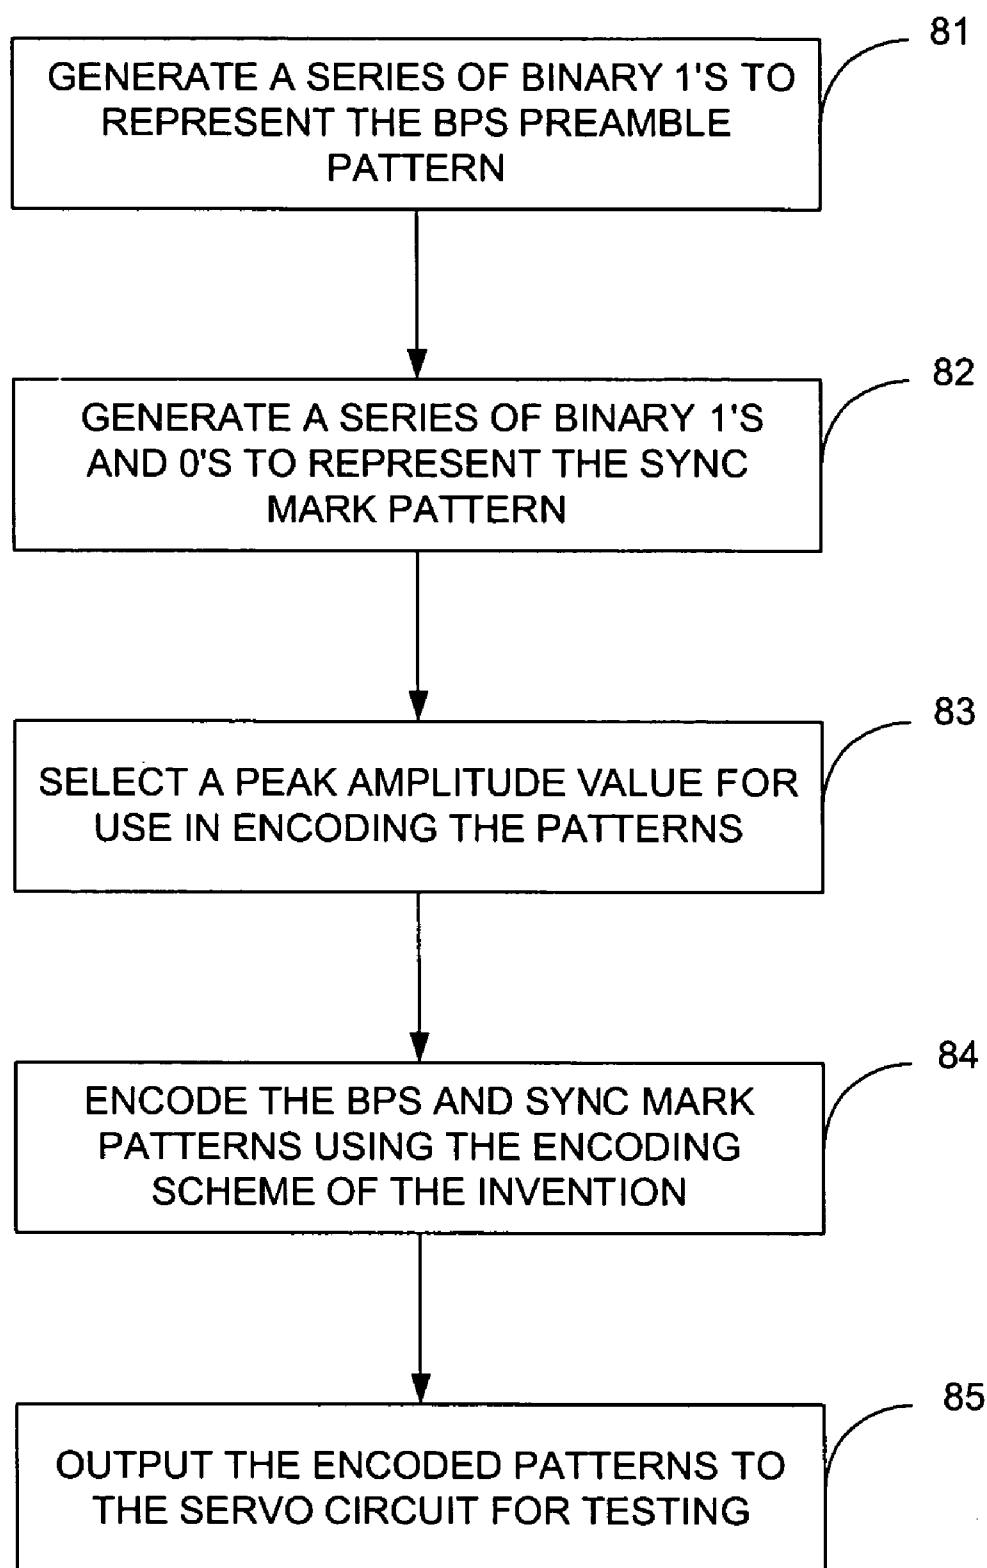 81
GENERATE A SERIES OF BINARY 1'S TO
REPRESENT THE BPS PREAMBLE
PATTERN
82
GENERATE A SERIES OF BINARY 1'S
AND 0'S TO REPRESENT THE SYNC
MARK PATTERN
83
SELECT A PEAK AMPLITUDE VALUE FOR
USE IN ENCODING THE PATTERNS
84
ENCODE THE BPS AND SYNC MARK
PATTERNS USING THE ENCODING
SCHEME OF THE INVENTION
85
OUTPUT THE ENCODED PATTERNS TO
THE SERVO CIRCUIT FOR TESTING